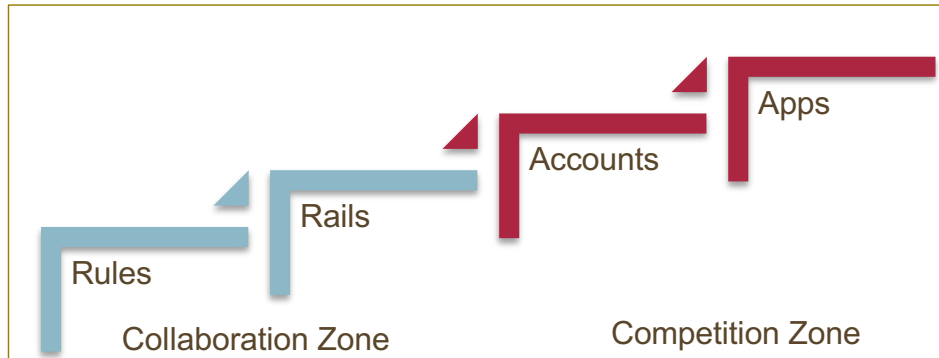 Rules
Rails
Accounts
Apps
Collaboration Zone
Competition Zone